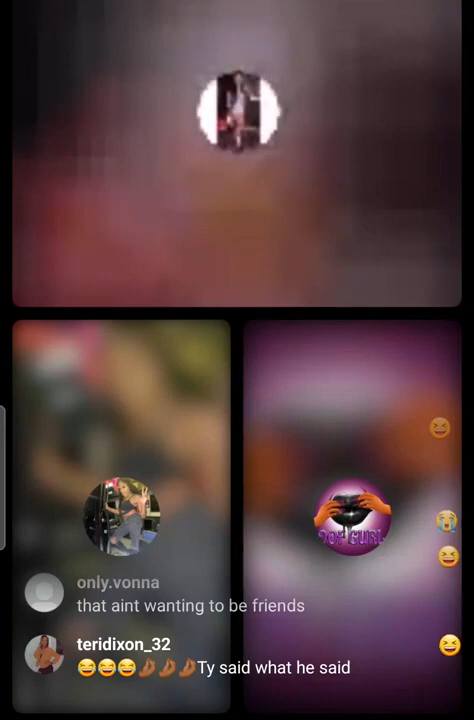 only.vonna
that aint wanting to be friends
teridixon_32
😂😂😂🤌🏾🤌🏾🤌🏾Ty said what he said